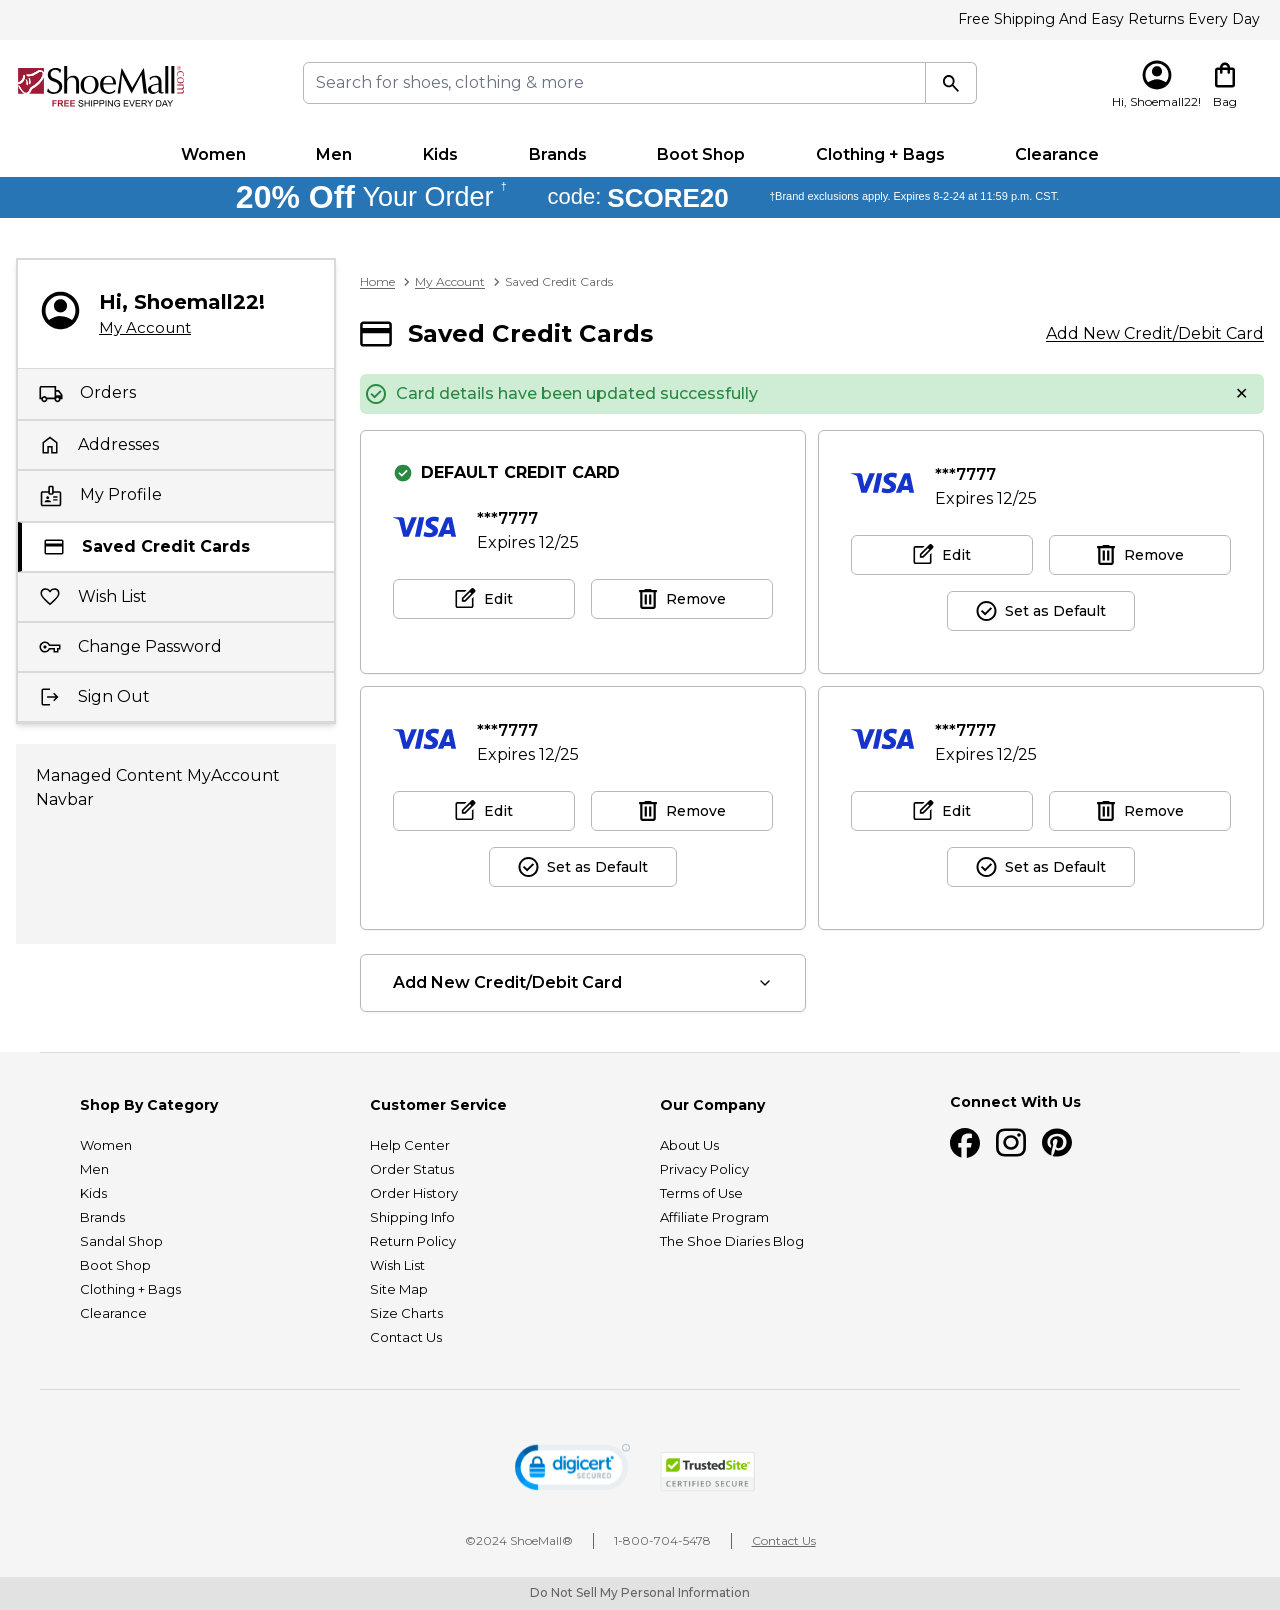 Free Shipping And Easy Returns Every Day
ShoeMall.com
FREE SHIPPING EVERY DAY
Search for shoes, clothing & more
Hi, Shoemall22!
Bag
Women Men Kids Brands Boot Shop Clothing + Bags Clearance
20% Off Your Order † code: SCORE20 †Brand exclusions apply. Expires 8-2-24 at 11:59 p.m. CST.
Hi, Shoemall22!
My Account
Orders
Addresses
My Profile
Saved Credit Cards
Wish List
Change Password
Sign Out
Managed Content MyAccount
Navbar
Home > My Account > Saved Credit Cards
Saved Credit Cards
Add New Credit/Debit Card
Card details have been updated successfully
DEFAULT CREDIT CARD
VISA
***7777
Expires 12/25
Edit
Remove
VISA
***7777
Expires 12/25
Edit
Remove
Set as Default
VISA
***7777
Expires 12/25
Edit
Remove
Set as Default
VISA
***7777
Expires 12/25
Edit
Remove
Set as Default
Add New Credit/Debit Card
Shop By Category
Women
Men
Kids
Brands
Sandal Shop
Boot Shop
Clothing + Bags
Clearance
Customer Service
Help Center
Order Status
Order History
Shipping Info
Return Policy
Wish List
Site Map
Size Charts
Contact Us
Our Company
About Us
Privacy Policy
Terms of Use
Affiliate Program
The Shoe Diaries Blog
Connect With Us
digicert
SECURED
TrustedSite
CERTIFIED SECURE
©2024 ShoeMall®
1-800-704-5478
Contact Us
Do Not Sell My Personal Information